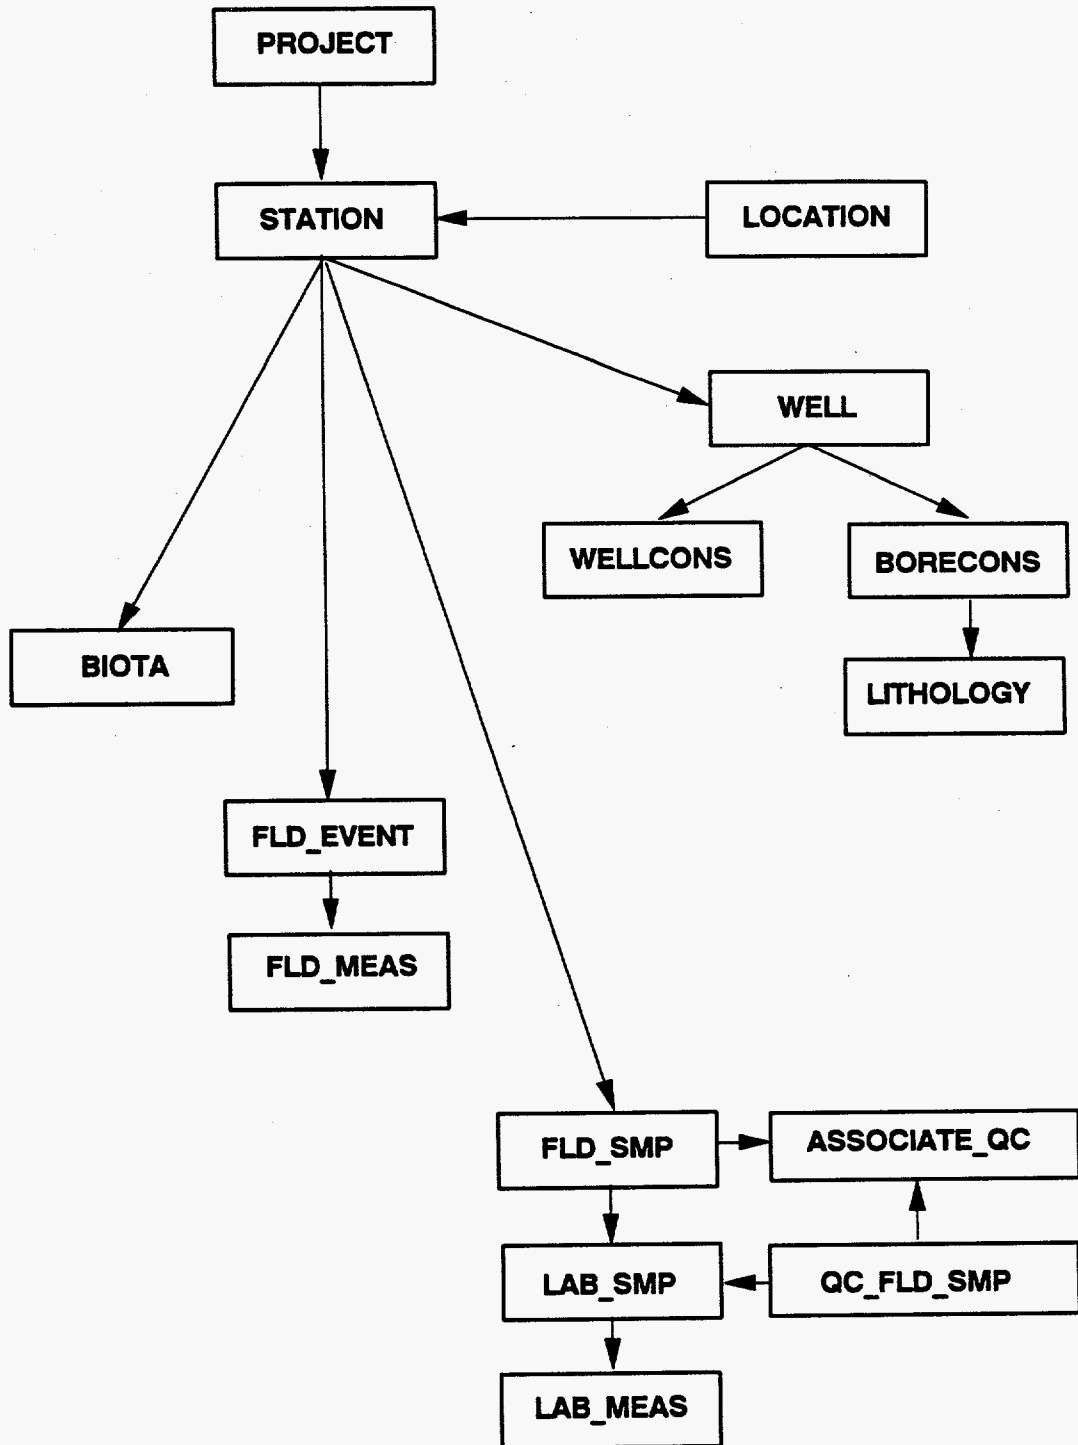 PROJECT
STATION
LOCATION
WELL
WELLCONS
BORECONS
BIOTA
LITHOLOGY
FLD_EVENT
FLD_MEAS
FLD_SMP
ASSOCIATE_QC
LAB_SMP
QC_FLD_SMP
LAB_MEAS